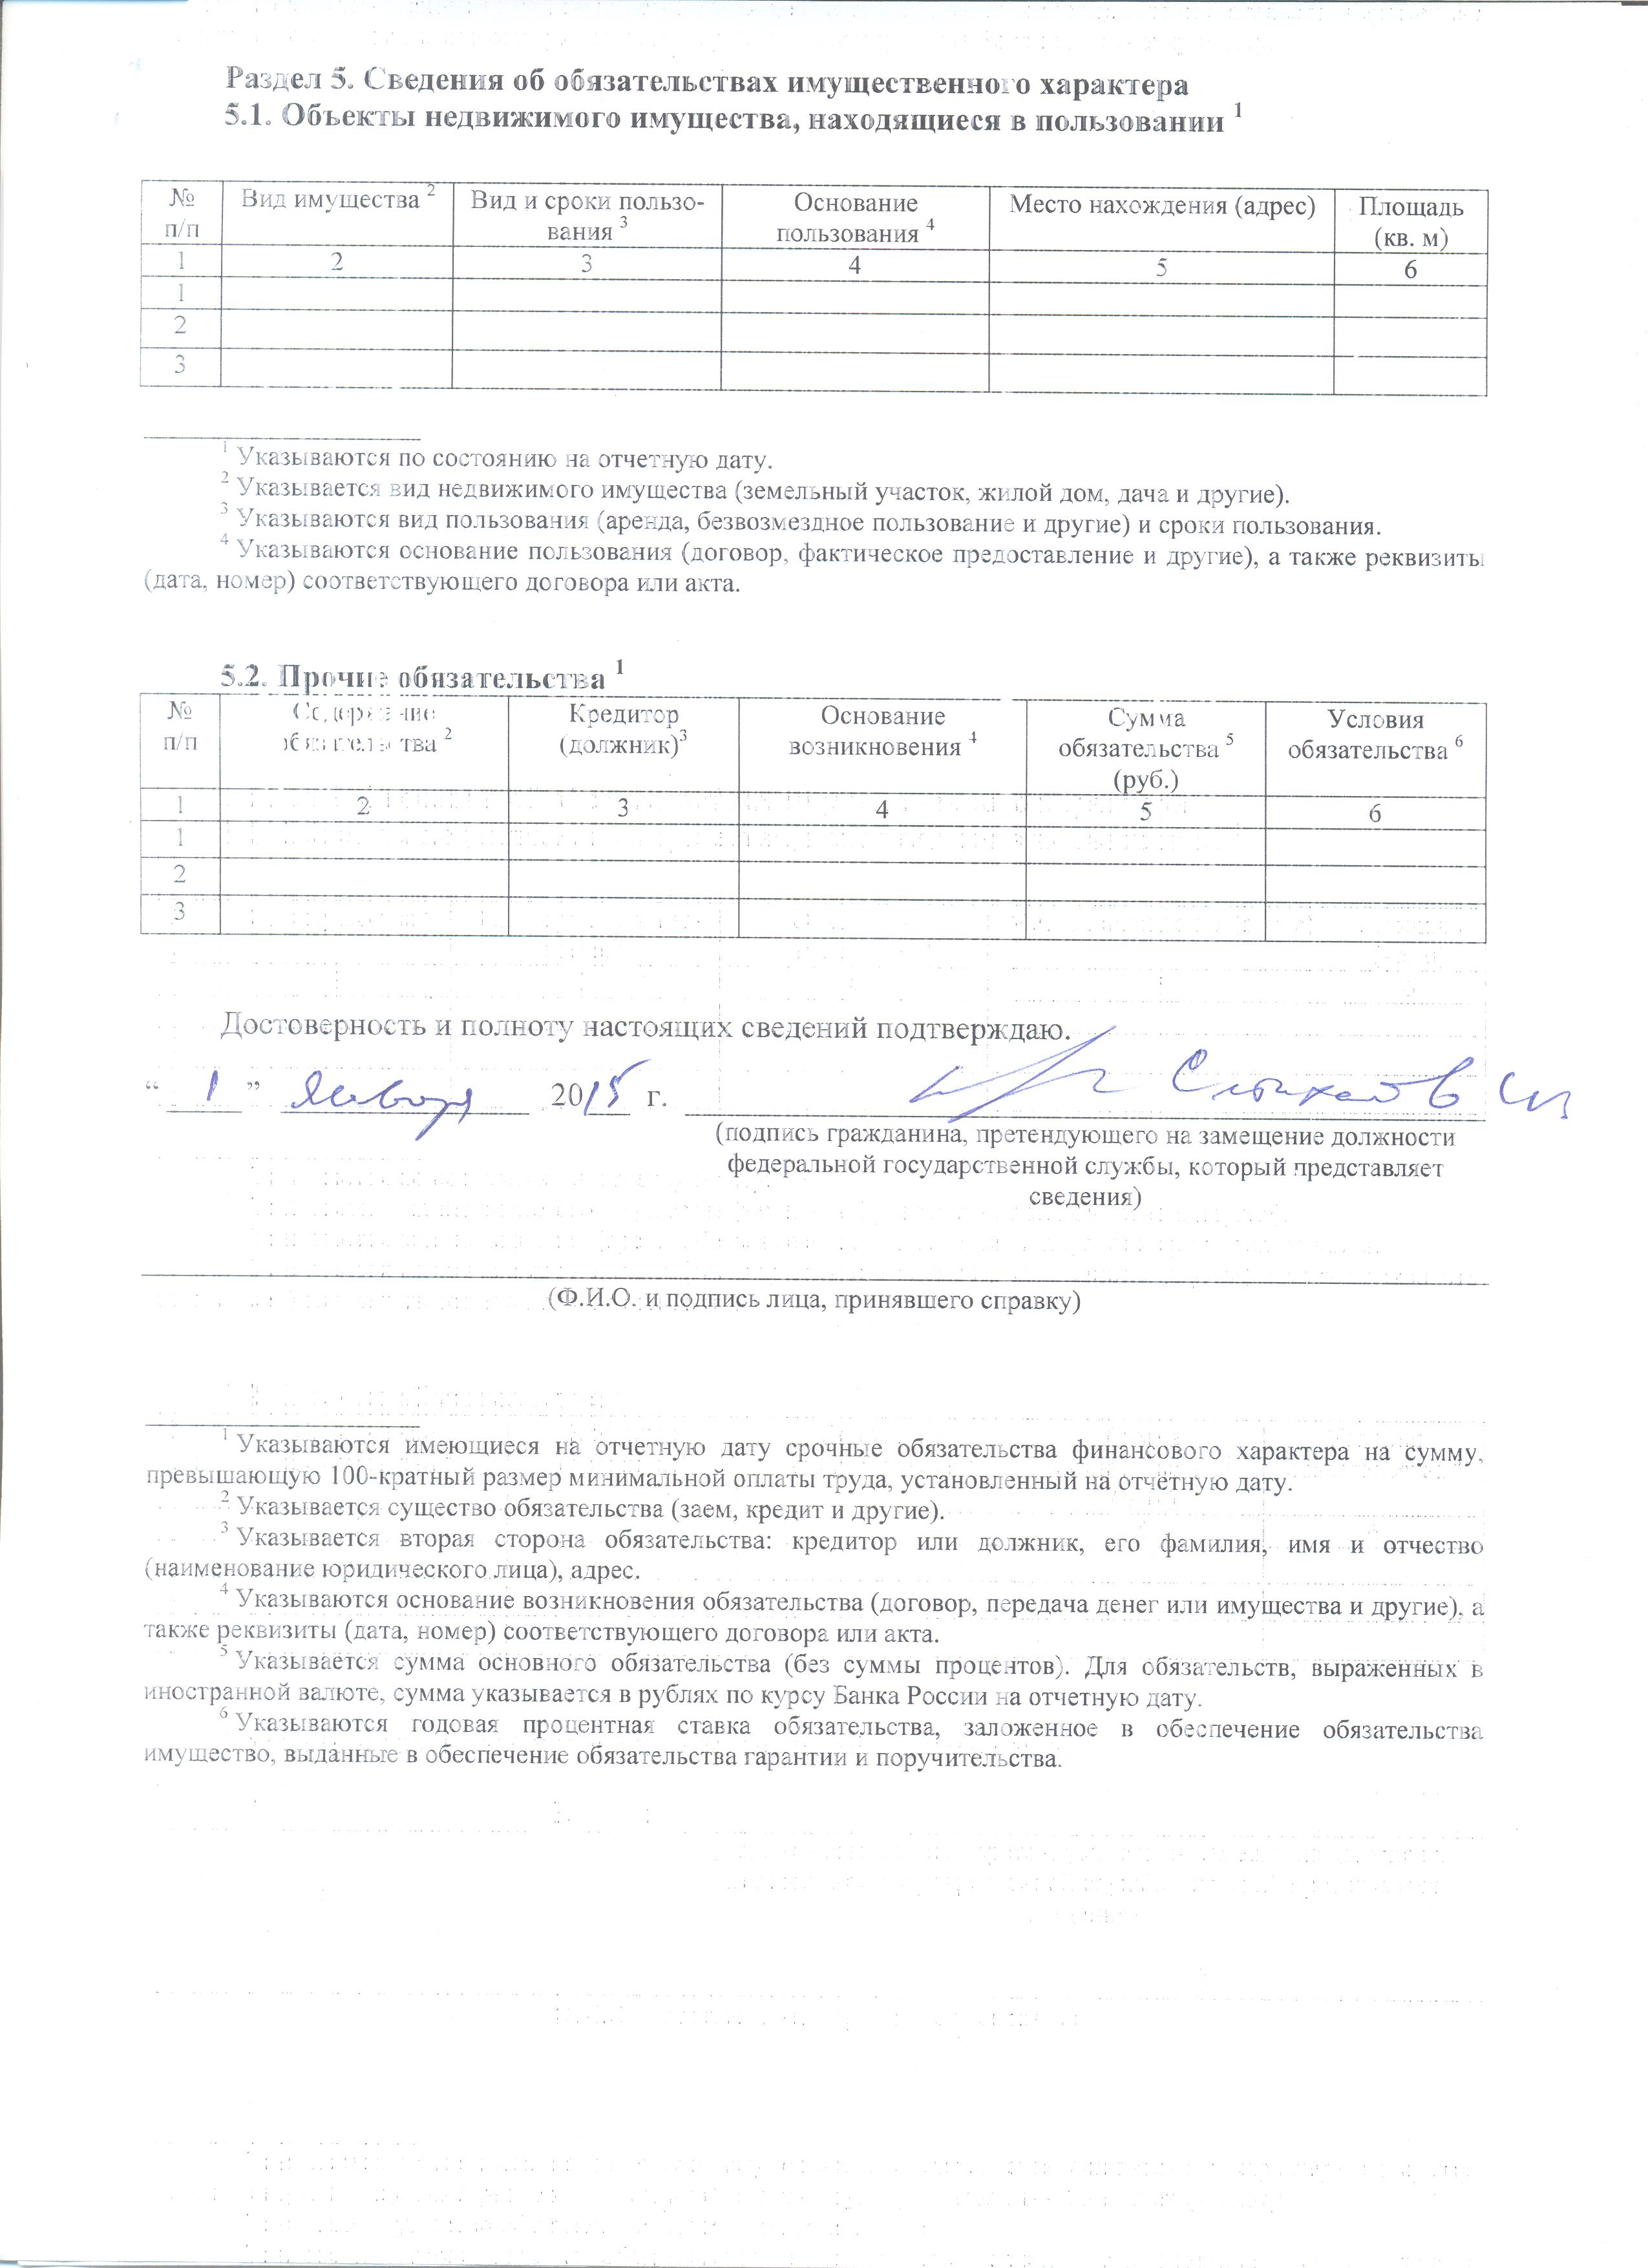 Раздел 5. Сведения об обязательствах имущественного характера
5.1. Объекты недвижимого имущества, находящиеся в пользовании 1
№ п/п Вид имущества 2 Вид и сроки пользо-вания 3 Основание пользования 4 Место нахождения (адрес) Площадь (кв. м)
1 2 3 4 5 6
1
2
3
1 Указываются по состоянию на отчетную дату.
2 Указывается вид недвижимого имущества (земельный участок, жилой дом, дача и другие).
3 Указываются вид пользования (аренда, безвозмездное пользование и другие) и сроки пользования.
4 Указываются основание пользования (договор, фактическое предоставление и другие), а также реквизиты
(дата, номер) соответствующего договора или акта.
5.2. Прочие обязательства 1
№ п/п Содержание обязательства 2 Кредитор (должник)3 Основание возникновения 4 Сумма обязательства 5 (руб.) Условия обязательства 6
1 2 3 4 5 6
1
2
3
Достоверность и полноту настоящих сведений подтверждаю.
“ 1 ” Января 2015 г.
(подпись гражданина, претендующего на замещение должности
федеральной государственной службы, который представляет
сведения)
(Ф.И.О. и подпись лица, принявшего справку)
1 Указываются имеющиеся на отчетную дату срочные обязательства финансового характера на сумму,
превышающую 100-кратный размер минимальной оплаты труда, установленный на отчетную дату.
2 Указывается существо обязательства (заем, кредит и другие).
3 Указывается вторая сторона обязательства: кредитор или должник, его фамилия, имя и отчество
(наименование юридического лица), адрес.
4 Указываются основание возникновения обязательства (договор, передача денег или имущества и другие), а
также реквизиты (дата, номер) соответствующего договора или акта.
5 Указывается сумма основного обязательства (без суммы процентов). Для обязательств, выраженных в
иностранной валюте, сумма указывается в рублях по курсу Банка России на отчетную дату.
6 Указываются годовая процентная ставка обязательства, заложенное в обеспечение обязательства
имущество, выданные в обеспечение обязательства гарантии и поручительства.